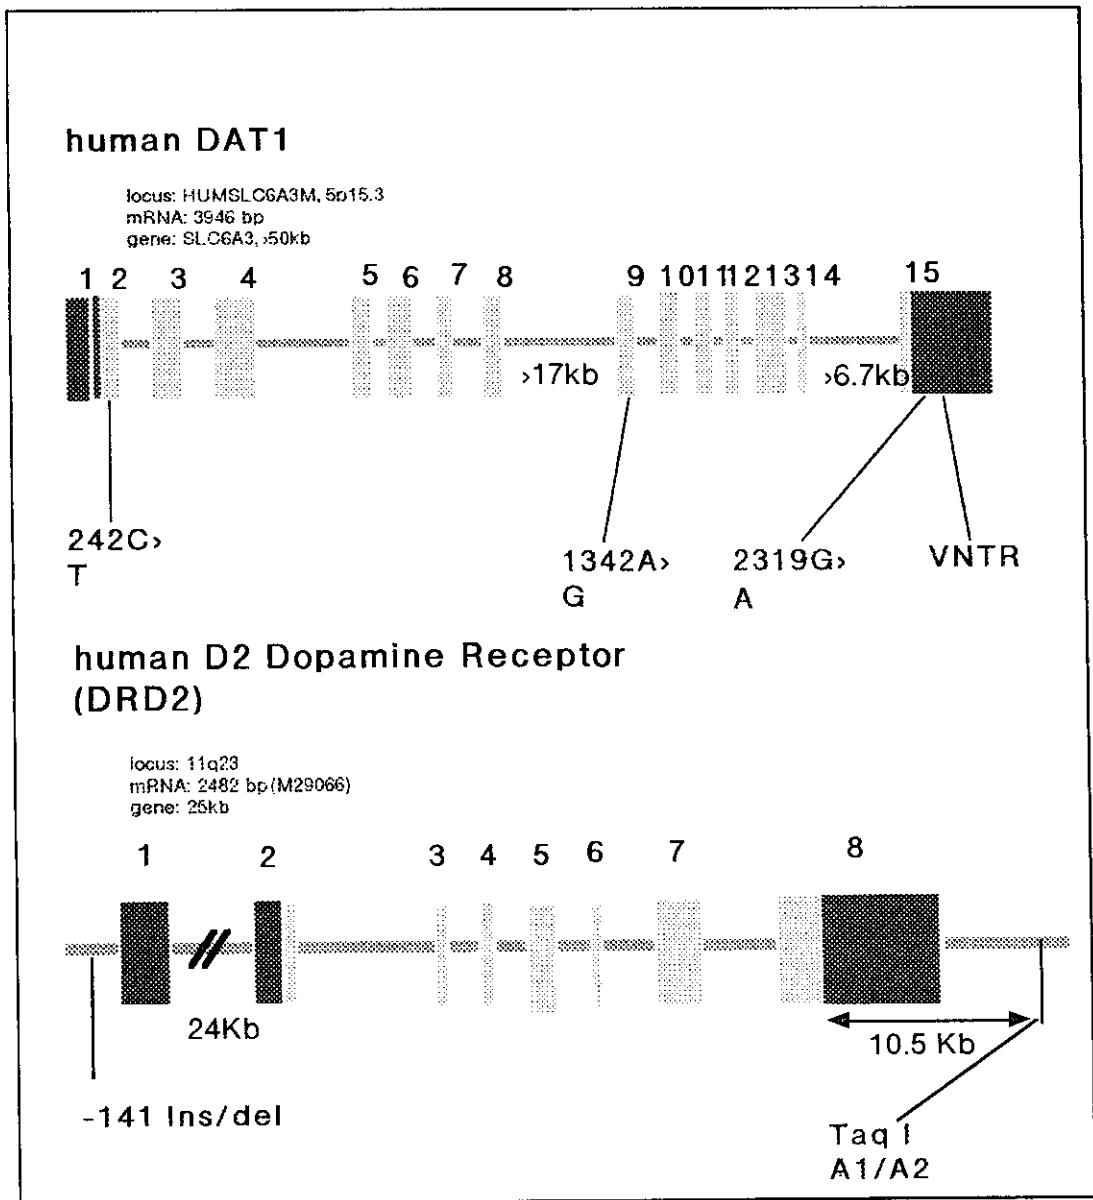 human DAT1
locus: HUMSLC6A3M, 5p15.3
mRNA: 3946 bp
gene: SLC6A3, >50kb
1 2 3 4 5 6 7 8 9 10 11 11 12 13 14 15
>17kb >6.7kb
242C>
T
1342A>
G
2319G>
A
VNTR
human D2 Dopamine Receptor
(DRD2)
locus: 11q23
mRNA: 2482 bp (M29066)
gene: 25kb
1 2 3 4 5 6 7 8
24Kb
10.5 Kb
-141 Ins/del
Taq I
A1/A2